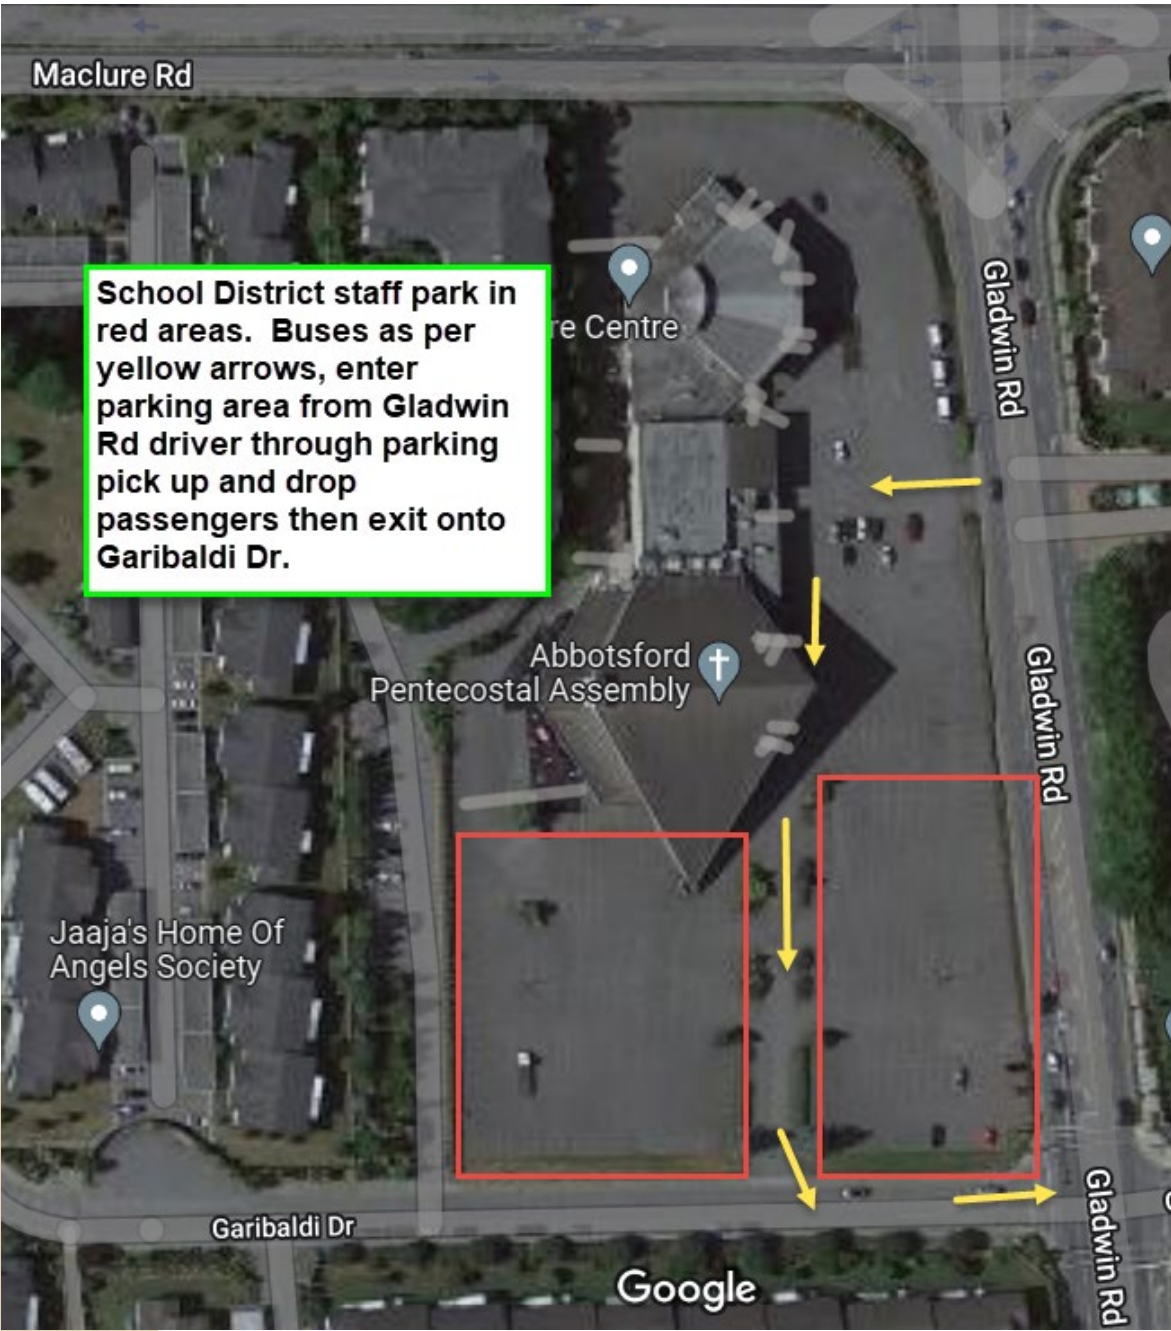 Maclure Rd
School District staff park in
red areas.  Buses as per
yellow arrows, enter
parking area from Gladwin
Rd driver through parking
pick up and drop
passengers then exit onto
Garibaldi Dr.
re Centre
Gladwin Rd
Abbotsford
Pentecostal Assembly
Gladwin Rd
Jaaja's Home Of
Angels Society
Garibaldi Dr
Gladwin Rd
Google